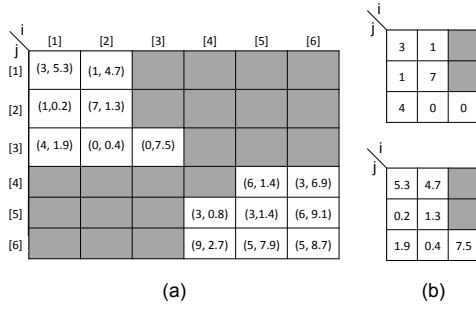 i
j
[1] [2] [3] [4] [5] [6]
[1] (3, 5.3) (1, 4.7)
[2] (1,0.2) (7, 1.3)
[3] (4, 1.9) (0, 0.4) (0,7.5)
[4] (6, 1.4) (3, 6.9)
[5] (3, 0.8) (3,1.4) (6, 9.1)
[6] (9, 2.7) (5, 7.9) (5, 8.7)
(a)
i
j
3 1
1 7
4 0 0
i
j
5.3 4.7
0.2 1.3
1.9 0.4 7.5
(b)